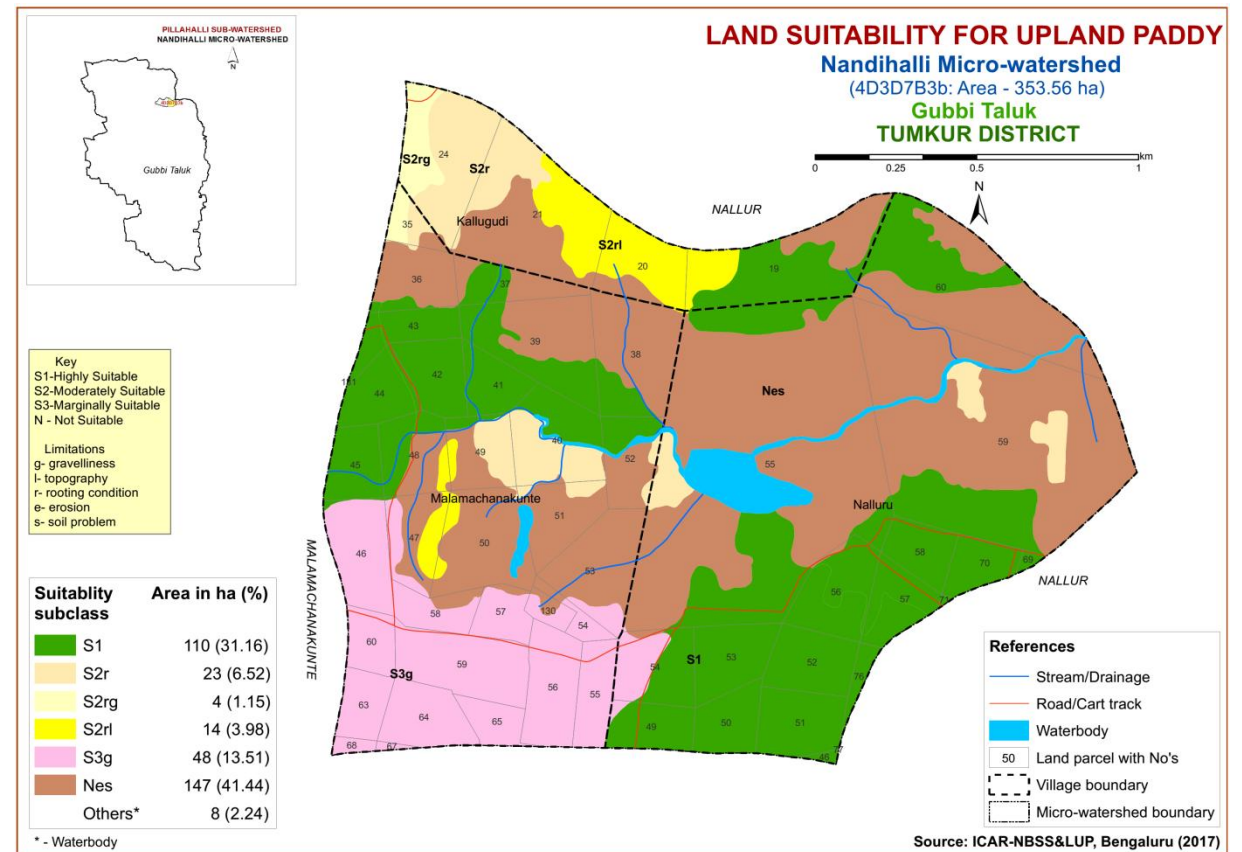 PILLAHALLI SUB-WATERSHED
NANDIHALLI MICRO-WATERSHED
N
Gubbi Taluk
LAND SUITABILITY FOR UPLAND PADDY
Nandihalli Micro-watershed
(4D3D7B3b: Area - 353.56 ha)
Gubbi Taluk
TUMKUR DISTRICT
km
0 0.25 0.5 1
N
NALLUR
S2rg
24
S2r
35
Kallugudi
21
S2rl
20
19
60
36
37
43
39
38
42
41
44
Nes
59
45
48
49
40
52
55
Malamachanakunte
Nalluru
51
50
47
46
53
58
57
130
54
60
59
S3g
56
55
63
64
65
68
67
58
70
69
NALLUR
56
57
71
54
S1
53
52
76
49
50
51
48
77
MALAMACHANAKUNTE
Key
S1-Highly Suitable
S2-Moderately Suitable
S3-Marginally Suitable
N - Not Suitable
Limitations
g- gravelliness
l- topography
r- rooting condition
e- erosion
s- soil problem
Suitablity subclass Area in ha (%)
S1 110 (31.16)
S2r 23 (6.52)
S2rg 4 (1.15)
S2rl 14 (3.98)
S3g 48 (13.51)
Nes 147 (41.44)
Others* 8 (2.24)
* - Waterbody
References
Stream/Drainage
Road/Cart track
Waterbody
50 Land parcel with No's
Village boundary
Micro-watershed boundary
Source: ICAR-NBSS&LUP, Bengaluru (2017)